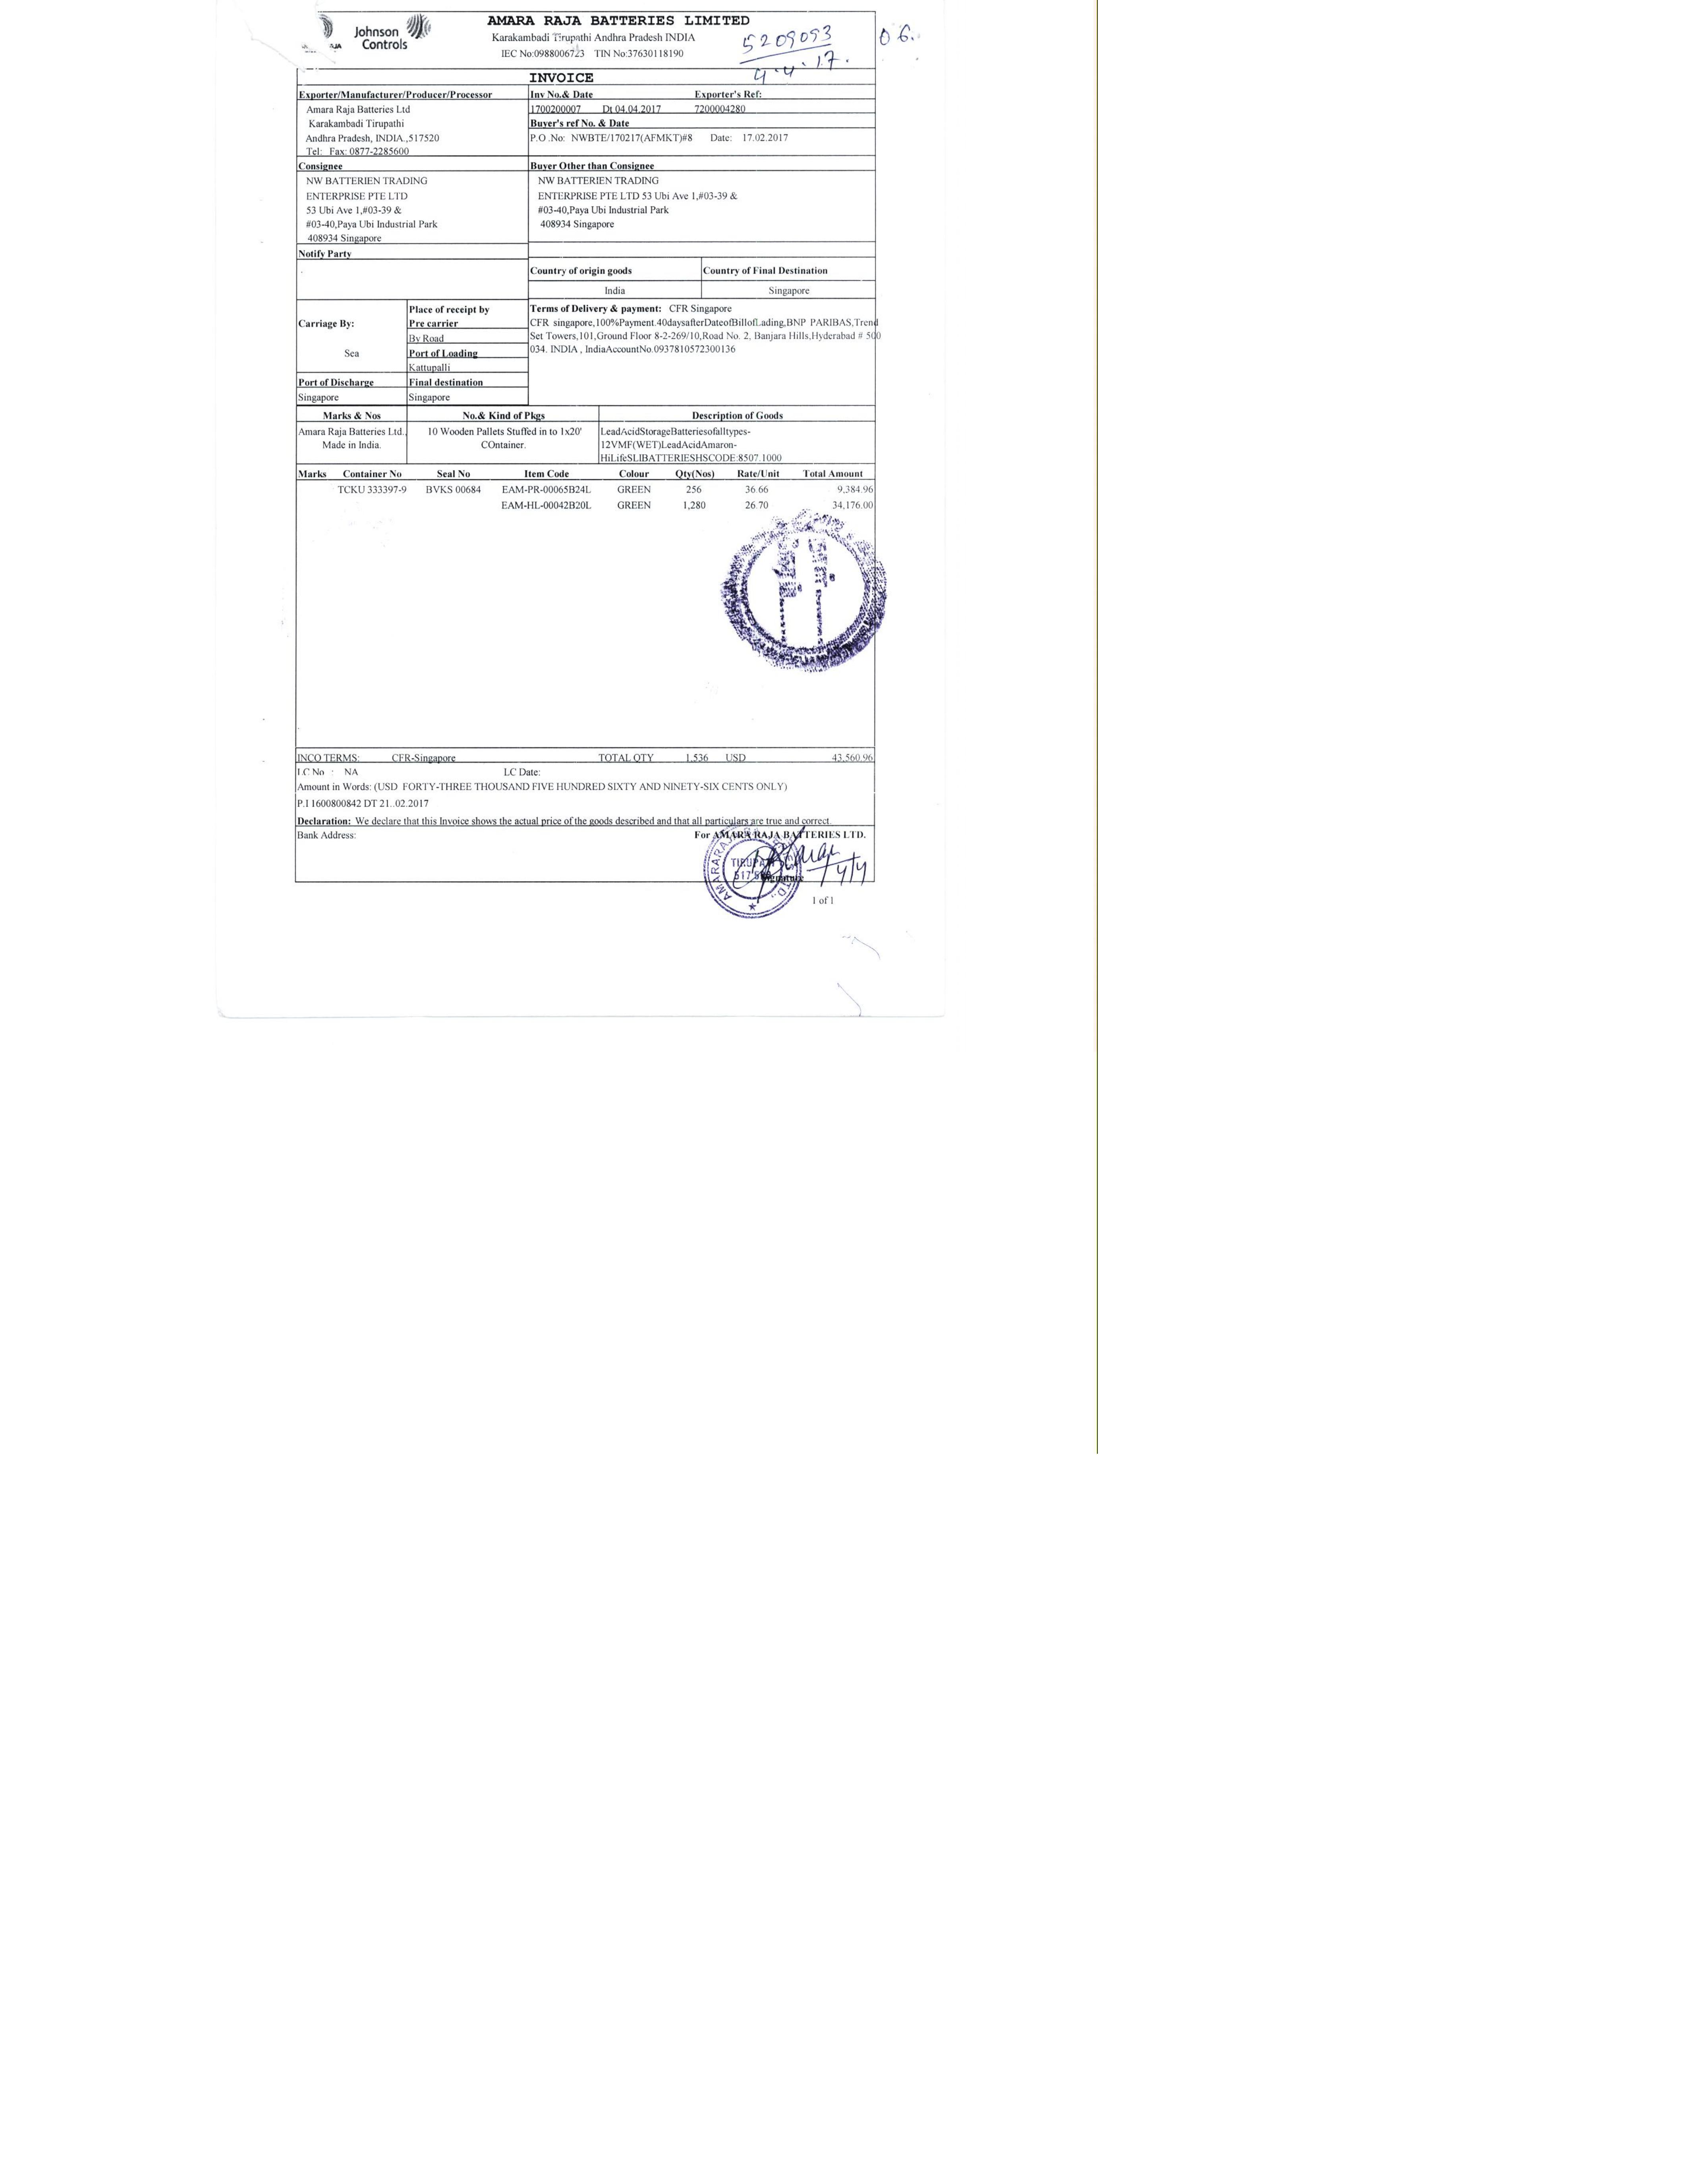 Johnson
Controls
AMARA RAJA BATTERIES LIMITED
Karakambadi Tirupathi Andhra Pradesh INDIA
IEC No:0988006723 TIN No:37630118190
5209053
4.4.17.
06.
INVOICE
Exporter/Manufacturer/Producer/Processor
Amara Raja Batteries Ltd
Karakambadi Tirupathi
Andhra Pradesh, INDIA.,517520
Tel: Fax: 0877-2285600
Inv No.& Date Exporter's Ref:
1700200007 Dt 04.04.2017 7200004280
Buyer's ref No. & Date
P.O .No: NWBTE/170217(AFMKT)#8 Date: 17.02.2017
Consignee
NW BATTERIEN TRADING
ENTERPRISE PTE LTD
53 Ubi Ave 1,#03-39 &
#03-40,Paya Ubi Industrial Park
408934 Singapore
Buyer Other than Consignee
NW BATTERIEN TRADING
ENTERPRISE PTE LTD 53 Ubi Ave 1,#03-39 &
#03-40,Paya Ubi Industrial Park
408934 Singapore
Notify Party
Country of origin goods Country of Final Destination
India Singapore
Carriage By:
Sea
Place of receipt by
Pre carrier
By Road
Port of Loading
Kattupalli
Terms of Delivery & payment: CFR Singapore
CFR singapore,100%Payment.40daysafterDateofBillofLading,BNP PARIBAS,Trend
Set Towers,101,Ground Floor 8-2-269/10,Road No. 2, Banjara Hills,Hyderabad # 500
034. INDIA , IndiaAccountNo.0937810572300136
Port of Discharge Final destination
Singapore Singapore
Marks & Nos No.& Kind of Pkgs Description of Goods
Amara Raja Batteries Ltd., 10 Wooden Pallets Stuffed in to 1x20' LeadAcidStorageBatteriesofalltypes-
Made in India. COntainer. 12VMF(WET)LeadAcidAmaron-
HiLifeSLIBATTERIESHSCODE:8507.1000
Marks Container No Seal No Item Code Colour Qty(Nos) Rate/Unit Total Amount
TCKU 333397-9 BVKS 00684 EAM-PR-00065B24L GREEN 256 36.66 9,384.96
EAM-HL-00042B20L GREEN 1,280 26.70 34,176.00
INCO TERMS: CFR-Singapore TOTAL QTY 1,536 USD 43,560.96
LC No : NA LC Date:
Amount in Words: (USD FORTY-THREE THOUSAND FIVE HUNDRED SIXTY AND NINETY-SIX CENTS ONLY)
P.I 1600800842 DT 21..02.2017
Declaration: We declare that this Invoice shows the actual price of the goods described and that all particulars are true and correct.
Bank Address: For AMARA RAJA BATTERIES LTD.
Signature
1 of 1